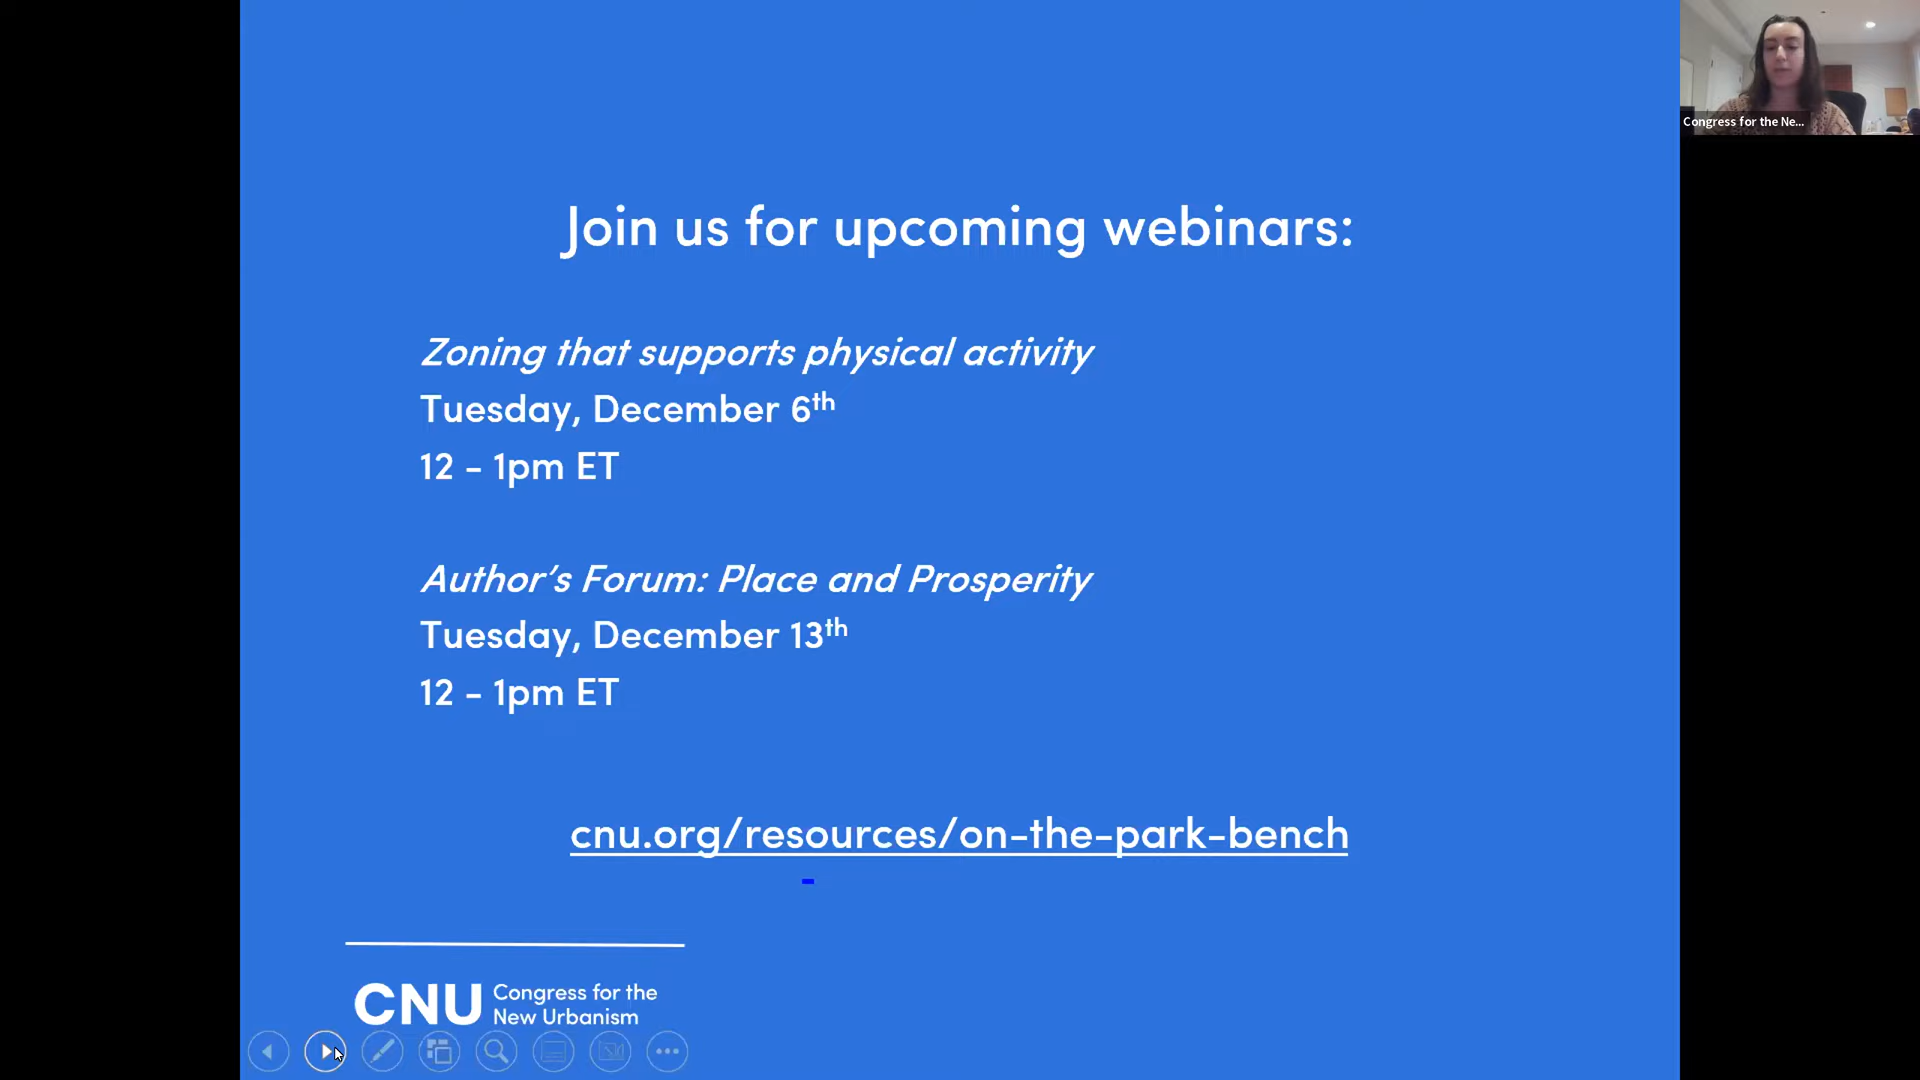 Join us for upcoming webinars:
Zoning that supports physical activity
Tuesday, December 6th
12 - 1pm ET
Author's Forum: Place and Prosperity
Tuesday, December 13th
12 - 1pm ET
cnu.org/resources/on-the-park-bench
CNU Congress for the
New Urbanism
Congress for the Ne...